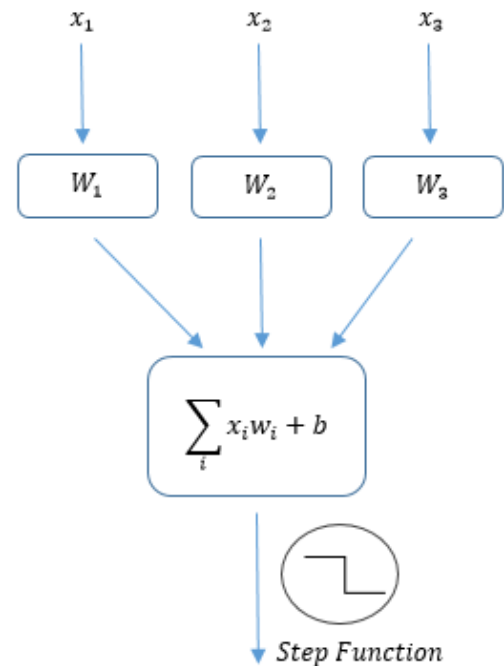 x₁ x₂ x₃
W₁ W₂ W₃
∑ᵢ xᵢwᵢ + b
Step Function